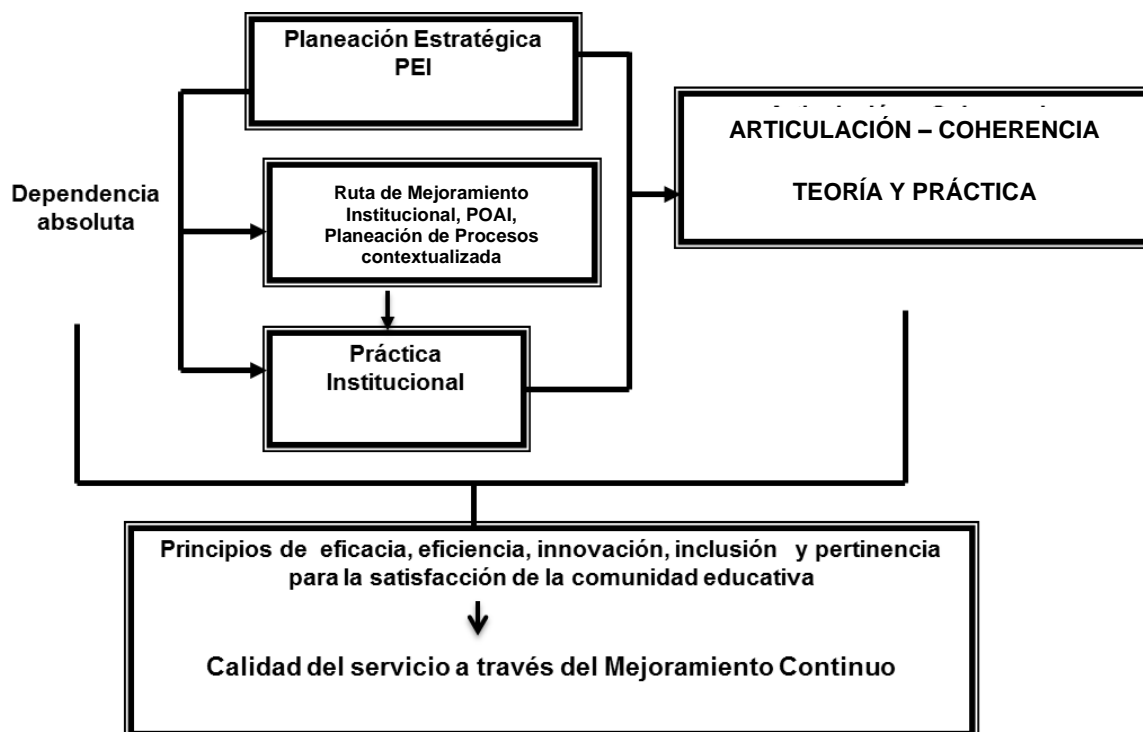 Planeación Estratégica
PEI
Dependencia
absoluta
Ruta de Mejoramiento
Institucional, POAI,
Planeación de Procesos
contextualizada
Práctica
Institucional
ARTICULACIÓN – COHERENCIA
TEORÍA Y PRÁCTICA
Principios de eficacia, eficiencia, innovación, inclusión y pertinencia
para la satisfacción de la comunidad educativa
Calidad del servicio a través del Mejoramiento Continuo